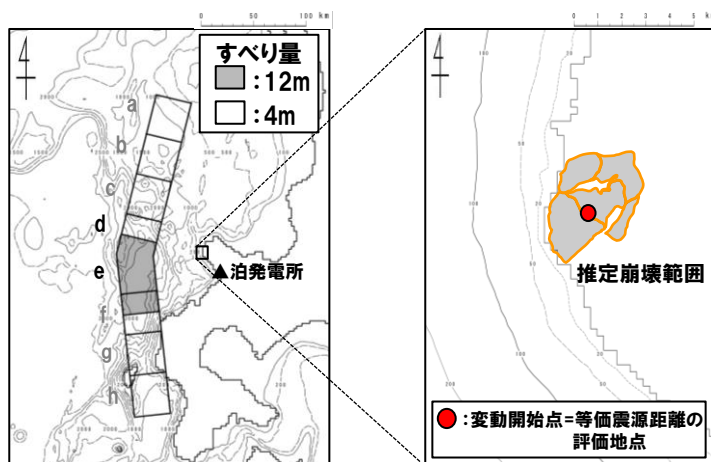 0 50 100 km
0 1 2 3 4 5 km
すべり量
:12m
:4m
a
b
c
d
e
f
g
h
▲泊発電所
推定崩壊範囲
:変動開始点=等価震源距離の
評価地点